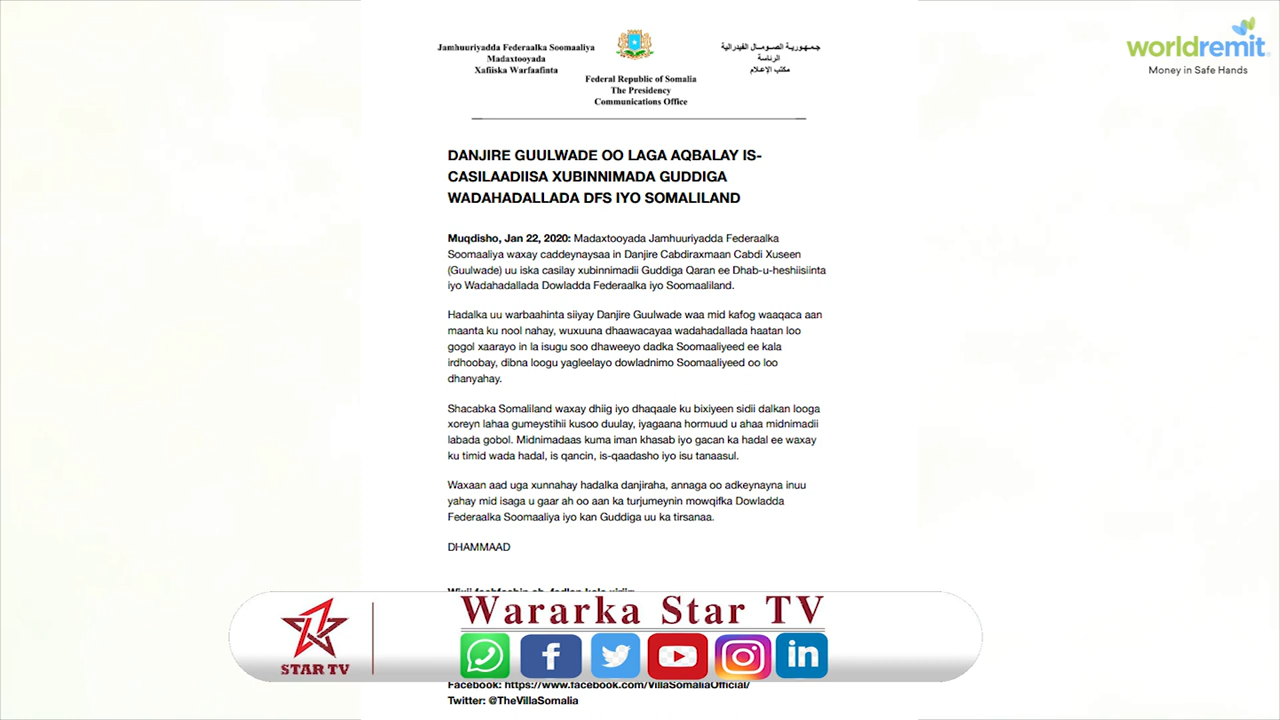 Jamhuuriyadda Federaalka Soomaaliya
Madaxtooyada
Xafiiska Warfaafinta
جمهورية الصومال الفيدرالية
الرئاسة
مكتب الإعلام
Federal Republic of Somalia
The Presidency
Communications Office
worldremit
Money in Safe Hands
DANJIRE GUULWADE OO LAGA AQBALAY IS-
CASILAADIISA XUBINNIMADA GUDDIGA
WADAHADALLADA DFS IYO SOMALILAND
Muqdisho, Jan 22, 2020: Madaxtooyada Jamhuuriyadda Federaalka
Soomaaliya waxay caddeynaysaa in Danjire Cabdiraxmaan Cabdi Xuseen
(Guulwade) uu iska casilay xubinnimadii Guddiga Qaran ee Dhab-u-heshiisiinta
iyo Wadahadallada Dowladda Federaalka iyo Soomaaliland.
Hadalka uu warbaahinta siiyay Danjire Guulwade waa mid kafog waaqaca aan
maanta ku nool nahay, wuxuuna dhaawacayaa wadahadallada haatan loo
gogol xaarayo in la isugu soo dhaweeyo dadka Soomaaliyeed ee kala
irdhoobay, dibna loogu yagleelayo dowladnimo Soomaaliyeed oo loo
dhanyahay.
Shacabka Somaliland waxay dhiig iyo dhaqaale ku bixiyeen sidii dalkan looga
xoreyn lahaa gumeystihii kusoo duulay, iyagaana hormuud u ahaa midnimadii
labada gobol. Midnimadaas kuma iman khasab iyo gacan ka hadal ee waxay
ku timid wada hadal, is qancin, is-qaadasho iyo isu tanaasul.
Waxaan aad uga xunnahay hadalka danjiraha, annaga oo adkeynayna inuu
yahay mid isaga u gaar ah oo aan ka turjumeynin mowqifka Dowladda
Federaalka Soomaaliya iyo kan Guddiga uu ka tirsanaa.
DHAMMAAD
Wararka Star TV
STAR TV
Facebook: https://www.facebook.com/VillaSomaliaOfficial/
Twitter: @TheVillaSomalia